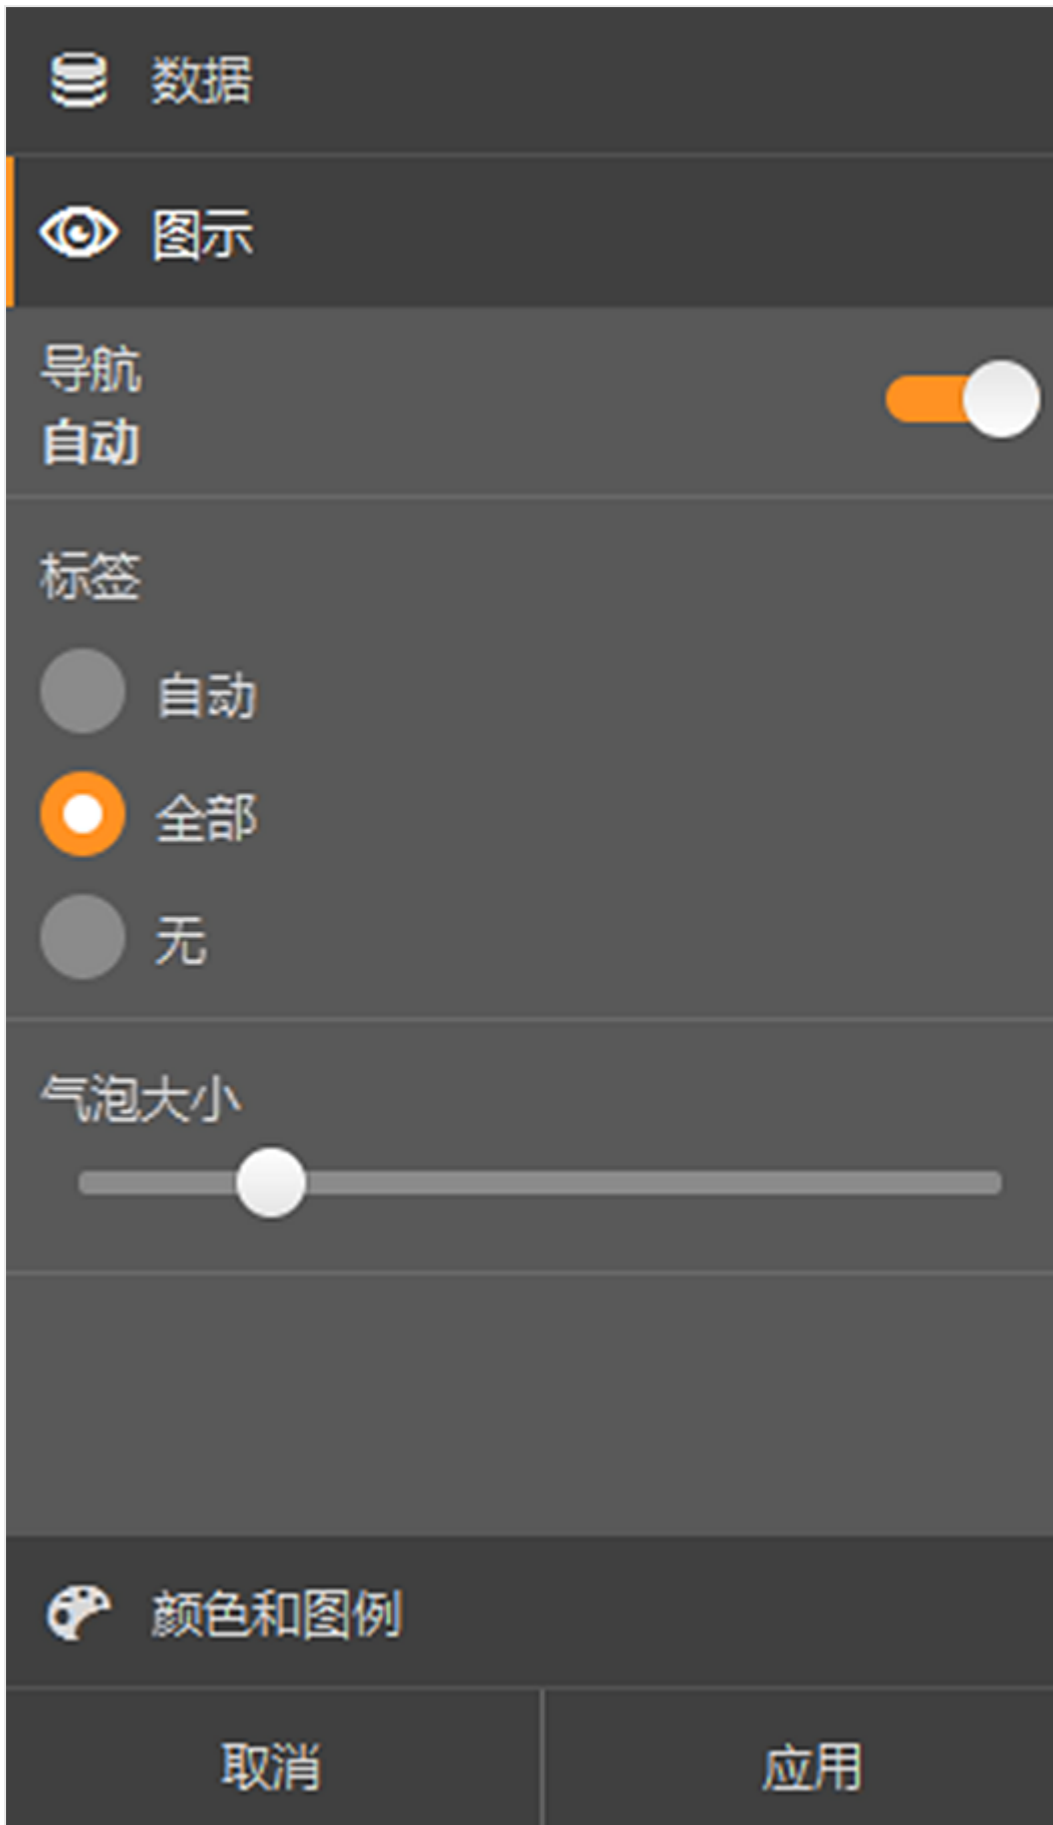 数据
图示
导航
自动
标签
自动
全部
无
气泡大小
颜色和图例
取消
应用